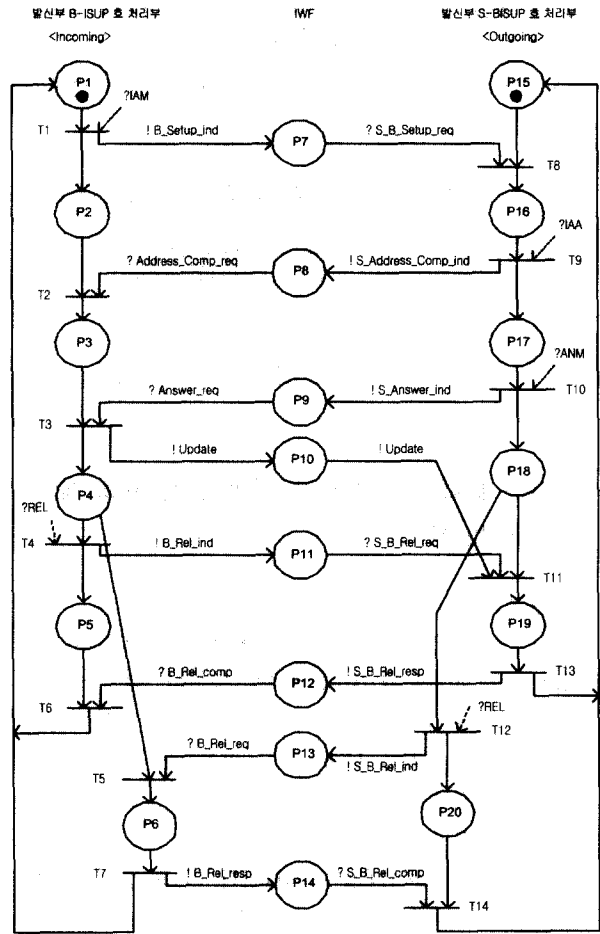 발신부 B-ISUP 호 처리부
IWF
발신부 S-BISUP 호 처리부
<Incoming>
<Outgoing>
P1
P15
?IAM
T1
! B_Setup_ind
P7
? S_B_Setup_req
T8
P2
P16
?IAA
? Address_Comp_req
P8
! S_Address_Comp_ind
T9
T2
P3
P17
?ANM
? Answer_req
P9
! S_Answer_ind
T10
T3
! Update
P10
! Update
P4
P18
?REL
T4
! B_Rel_ind
P11
? S_B_Rel_req
T11
P5
P19
? B_Rel_comp
P12
! S_B_Rel_resp
T13
T6
?REL
T12
? B_Rel_req
P13
! S_B_Rel_ind
T5
P6
P20
T7
! B_Rel_resp
P14
? S_B_Rel_comp
T14